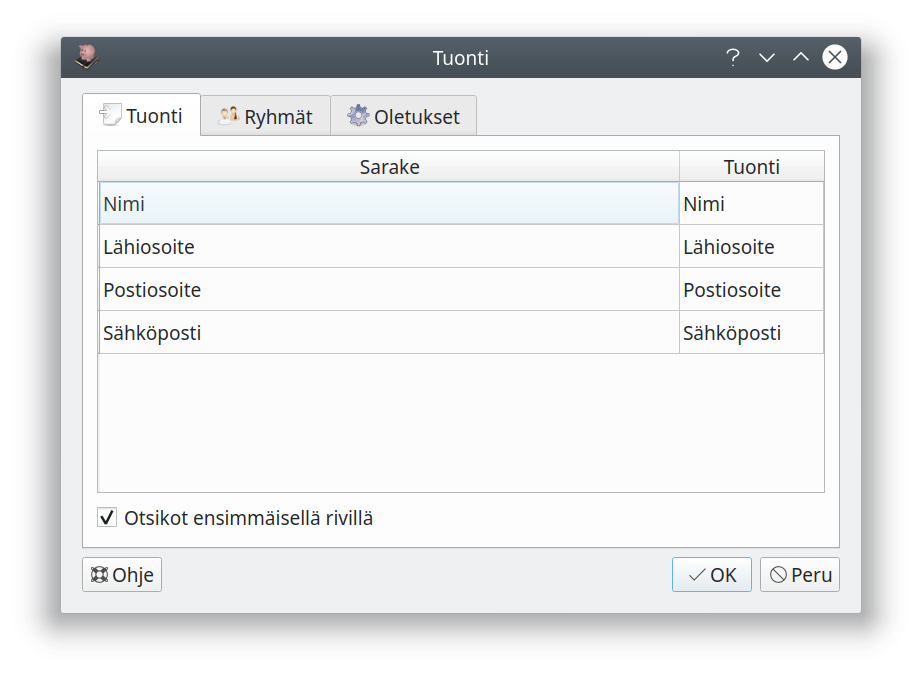 Tuonti
Tuonti Ryhmät Oletukset
Sarake Tuonti
Nimi Nimi
Lähiosoite Lähiosoite
Postiosoite Postiosoite
Sähköposti Sähköposti
Otsikot ensimmäisellä rivillä
Ohje OK Peru